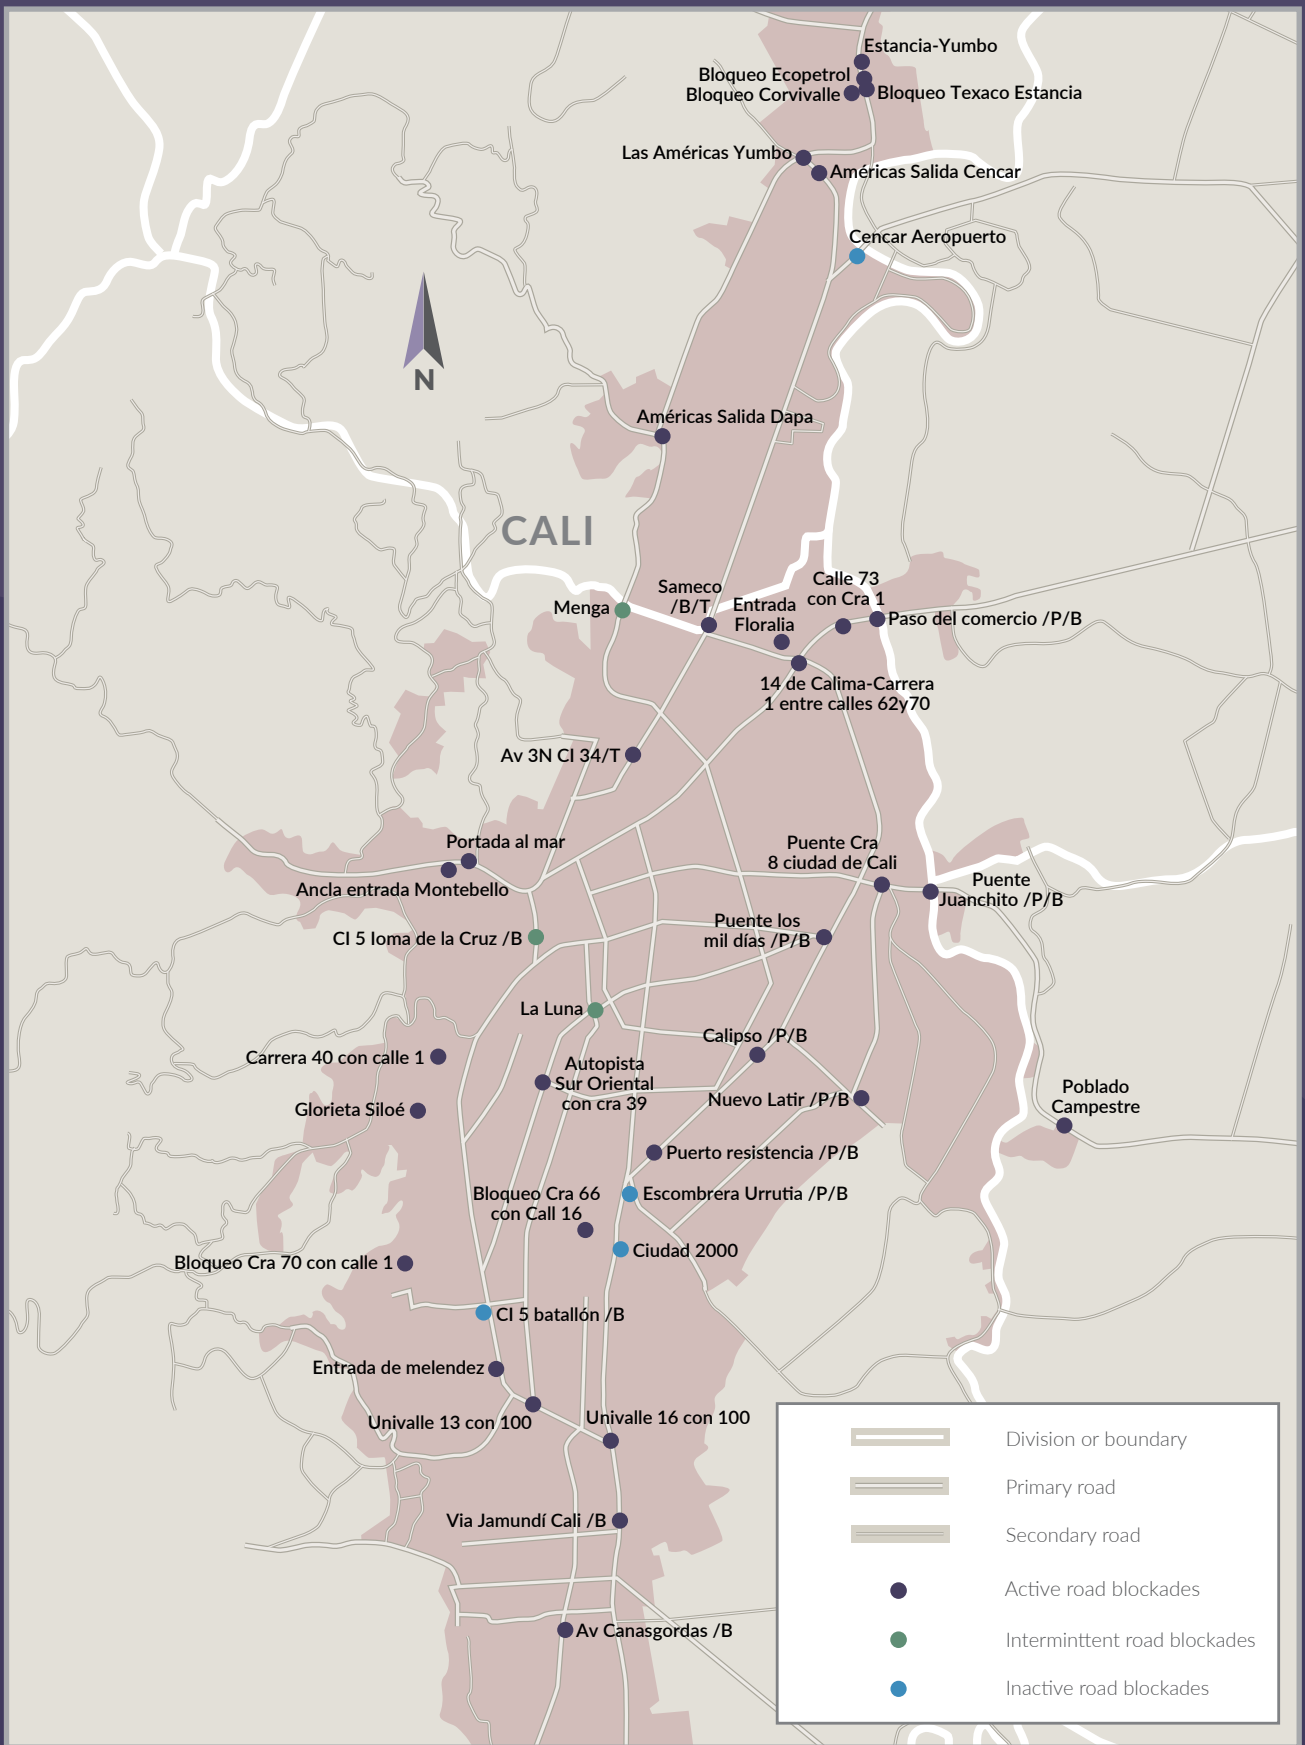 Estancia-Yumbo
Bloqueo Ecopetrol
Bloqueo Corvivalle
Bloqueo Texaco Estancia
Las Américas Yumbo
Américas Salida Cencar
Cencar Aeropuerto
N
Américas Salida Dapa
CALI
Menga
Sameco
/B/T
Entrada
Floralia
Calle 73
con Cra 1
Paso del comercio /P/B
14 de Calima-Carrera
1 entre calles 62y70
Av 3N CI 34/T
Portada al mar
Ancla entrada Montebello
Puente Cra
8 ciudad de Cali
Puente
Juanchito /P/B
CI 5 Ioma de la Cruz /B
Puente los
mil días /P/B
La Luna
Calipso /P/B
Carrera 40 con calle 1
Autopista
Sur Oriental
con cra 39
Nuevo Latir /P/B
Glorieta Siloé
Poblado
Campestre
Puerto resistencia /P/B
Bloqueo Cra 66
con Call 16
Escombrera Urrutia /P/B
Ciudad 2000
Bloqueo Cra 70 con calle 1
CI 5 batallón /B
Entrada de melendez
Univalle 13 con 100
Univalle 16 con 100
Via Jamundí Cali /B
Av Canasgordas /B
Division or boundary
Primary road
Secondary road
Active road blockades
Interminttent road blockades
Inactive road blockades